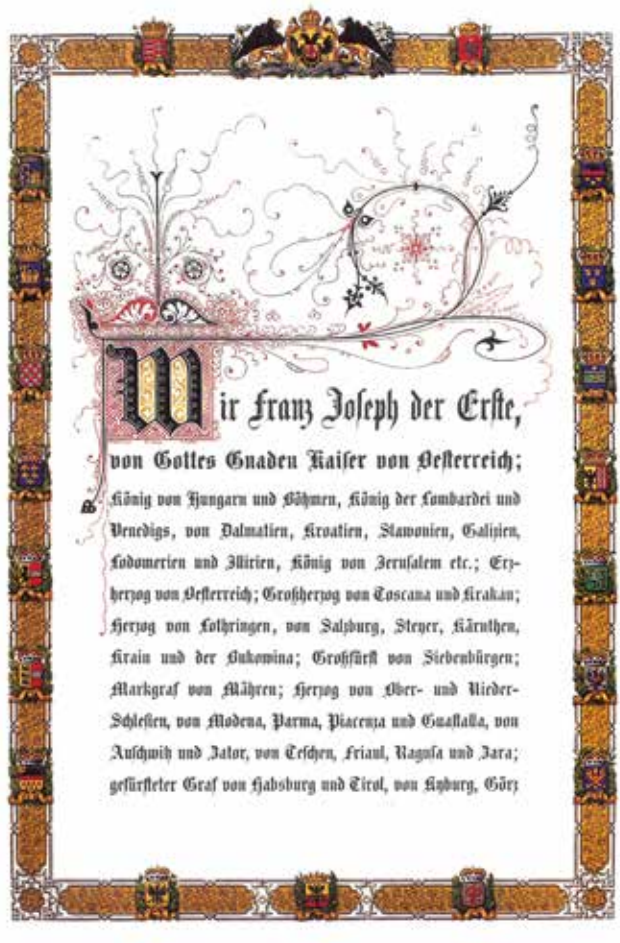 Wir Franz Joseph der Erste,
von Gottes Gnaden Kaiser von Oesterreich;
König von Hungarn und Böhmen, König der Lombardei und
Venedigs, von Dalmatien, Kroatien, Slawonien, Galizien,
Lodomerien und Illirien, König von Jerusalem etc.; Erz-
herzog von Oesterreich; Großherzog von Toscana und Krakau;
Herzog von Lothringen, von Salzburg, Steyer, Kärnthen,
Krain und der Bukowina; Großfürst von Siebenbürgen;
Markgraf von Mähren; Herzog von Ober- und Nieder-
Schlesien, von Modena, Parma, Piacenza und Guastalla, von
Auschwitz und Zator, von Teschen, Friaul, Ragusa und Zara;
gefürsteter Graf von Habsburg und Tirol, von Kyburg, Görz